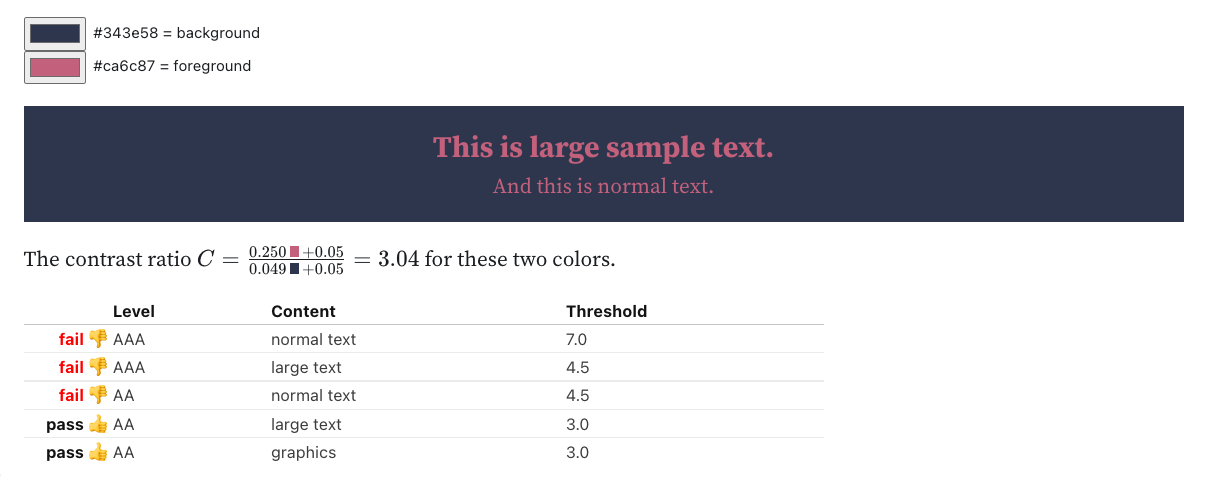 #343e58 = background
#ca6c87 = foreground
This is large sample text.
And this is normal text.
The contrast ratio C = (0.250 +0.05)/(0.049 +0.05) = 3.04 for these two colors.
Level Content Threshold
fail 👎 AAA normal text 7.0
fail 👎 AAA large text 4.5
fail 👎 AA normal text 4.5
pass 👍 AA large text 3.0
pass 👍 AA graphics 3.0